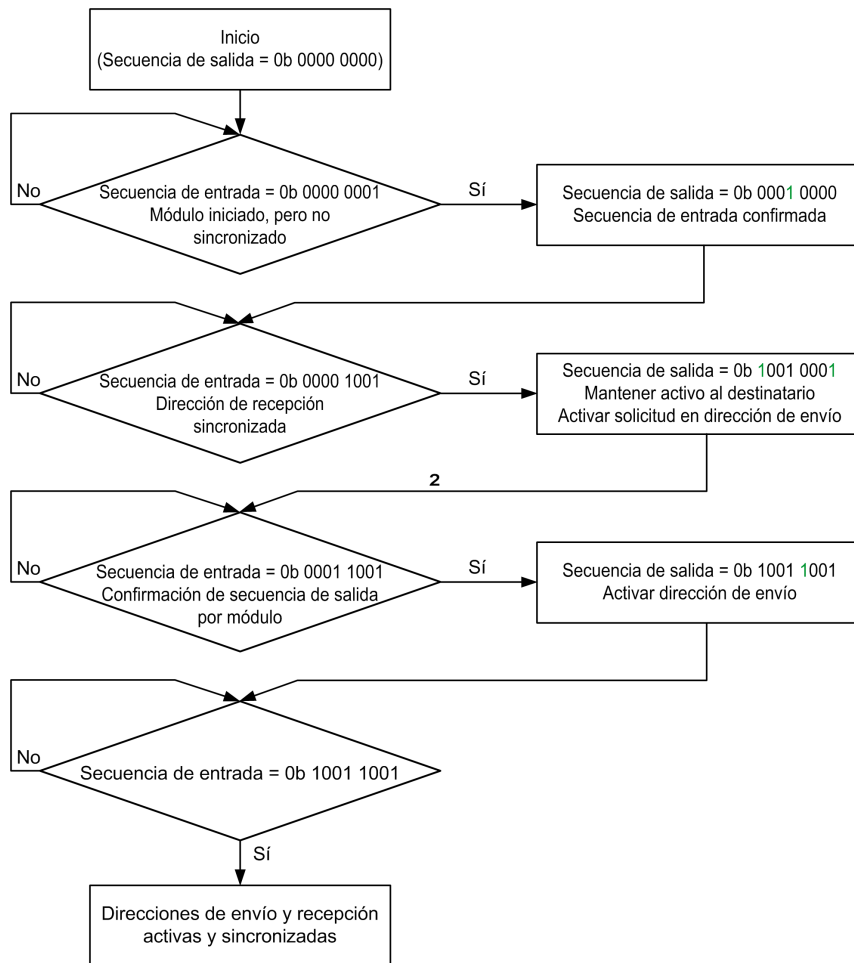 Inicio
(Secuencia de salida = 0b 0000 0000)
No
Secuencia de entrada = 0b 0000 0001
Módulo iniciado, pero no
sincronizado
Sí
Secuencia de salida = 0b 0001 0000
Secuencia de entrada confirmada
No
Secuencia de entrada = 0b 0000 1001
Dirección de recepción
sincronizada
Sí
Secuencia de salida = 0b 1001 0001
Mantener activo al destinatario
Activar solicitud en dirección de envío
2
No
Secuencia de entrada = 0b 0001 1001
Confirmación de secuencia de salida
por módulo
Sí
Secuencia de salida = 0b 1001 1001
Activar dirección de envío
No
Secuencia de entrada = 0b 1001 1001
Sí
Direcciones de envío y recepción
activas y sincronizadas